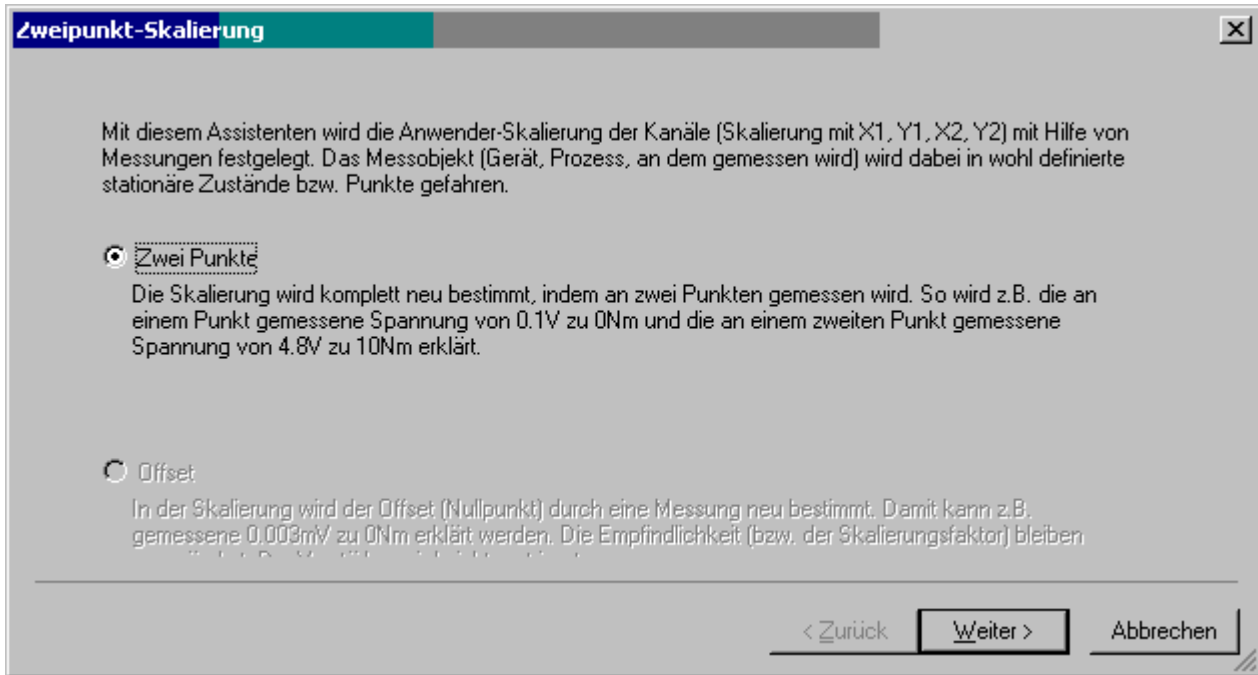 Zweipunkt-Skalierung
Mit diesem Assistenten wird die Anwender-Skalierung der Kanäle (Skalierung mit X1, Y1, X2, Y2) mit Hilfe von
Messungen festgelegt. Das Messobjekt (Gerät, Prozess, an dem gemessen wird) wird dabei in wohl definierte
stationäre Zustände bzw. Punkte gefahren.
Zwei Punkte
Die Skalierung wird komplett neu bestimmt, indem an zwei Punkten gemessen wird. So wird z.B. die an
einem Punkt gemessene Spannung von 0.1V zu 0Nm und die an einem zweiten Punkt gemessene
Spannung von 4.8V zu 10Nm erklärt.
Offset
In der Skalierung wird der Offset (Nullpunkt) durch eine Messung neu bestimmt. Damit kann z.B.
gemessene 0.003mV zu 0Nm erklärt werden. Die Empfindlichkeit (bzw. der Skalierungsfaktor) bleiben
< Zurück
Weiter >
Abbrechen